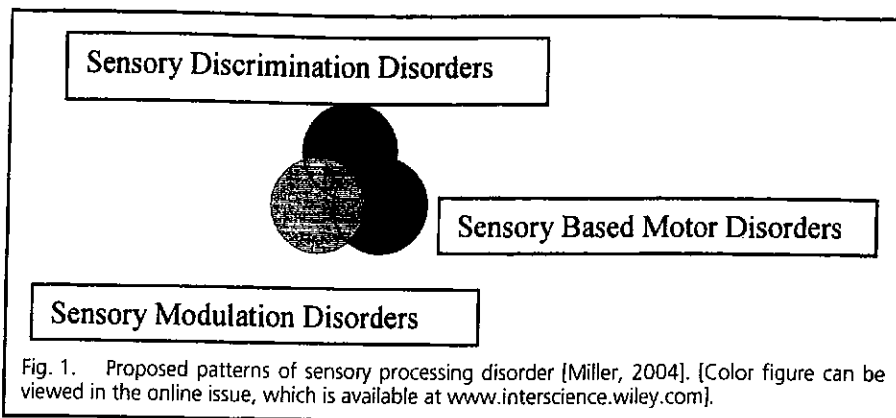 Sensory Discrimination Disorders
Sensory Based Motor Disorders
Sensory Modulation Disorders
Fig. 1. Proposed patterns of sensory processing disorder [Miller, 2004]. [Color figure can be
viewed in the online issue, which is available at www.interscience.wiley.com].